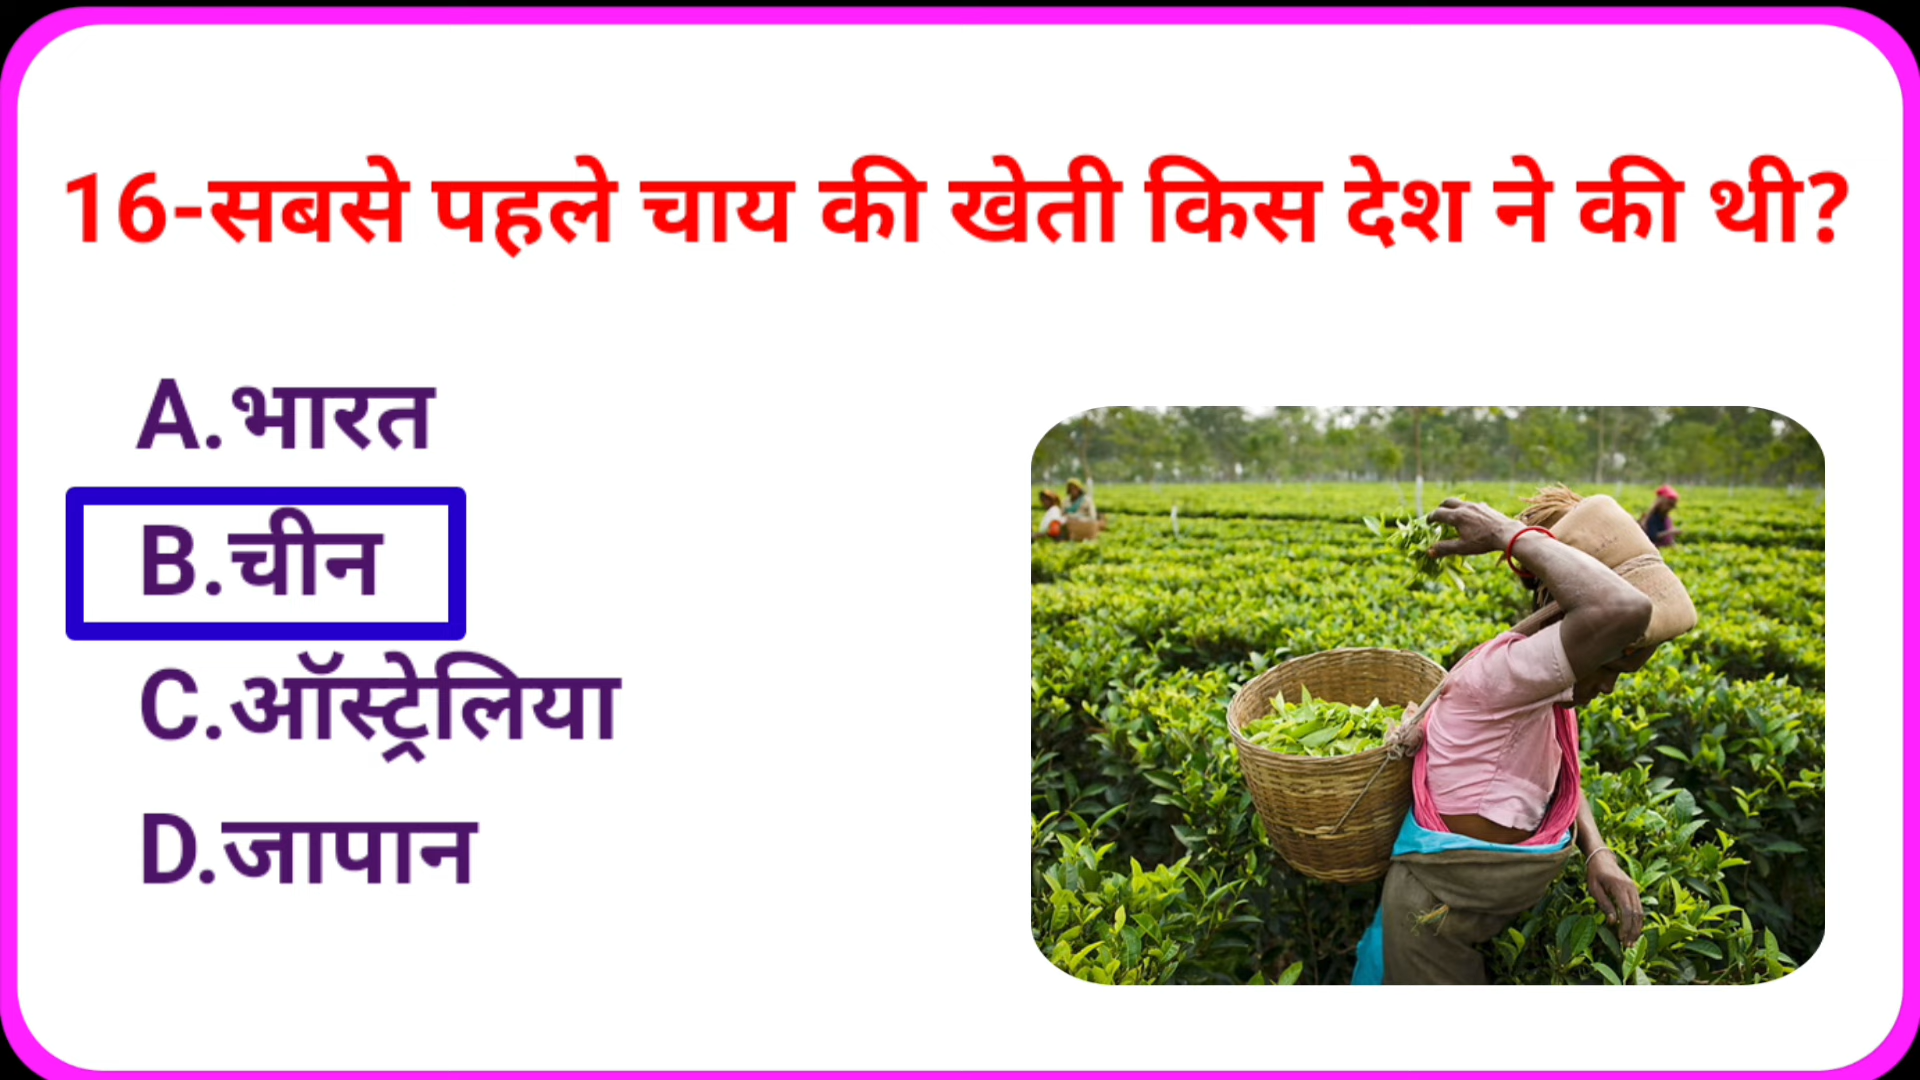 16-सबसे पहले चाय की खेती किस देश ने की थी?
A.भारत
B.चीन
C.ऑस्ट्रेलिया
D.जापान